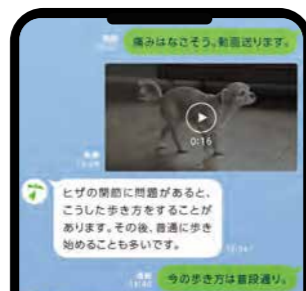 痛みはなさそう。動画送ります。
0:16
ヒザの関節に問題があると、
こうした歩き方をすることが
あります。その後、普通に歩き
始めることも多いです。
今の歩き方は普段通り。